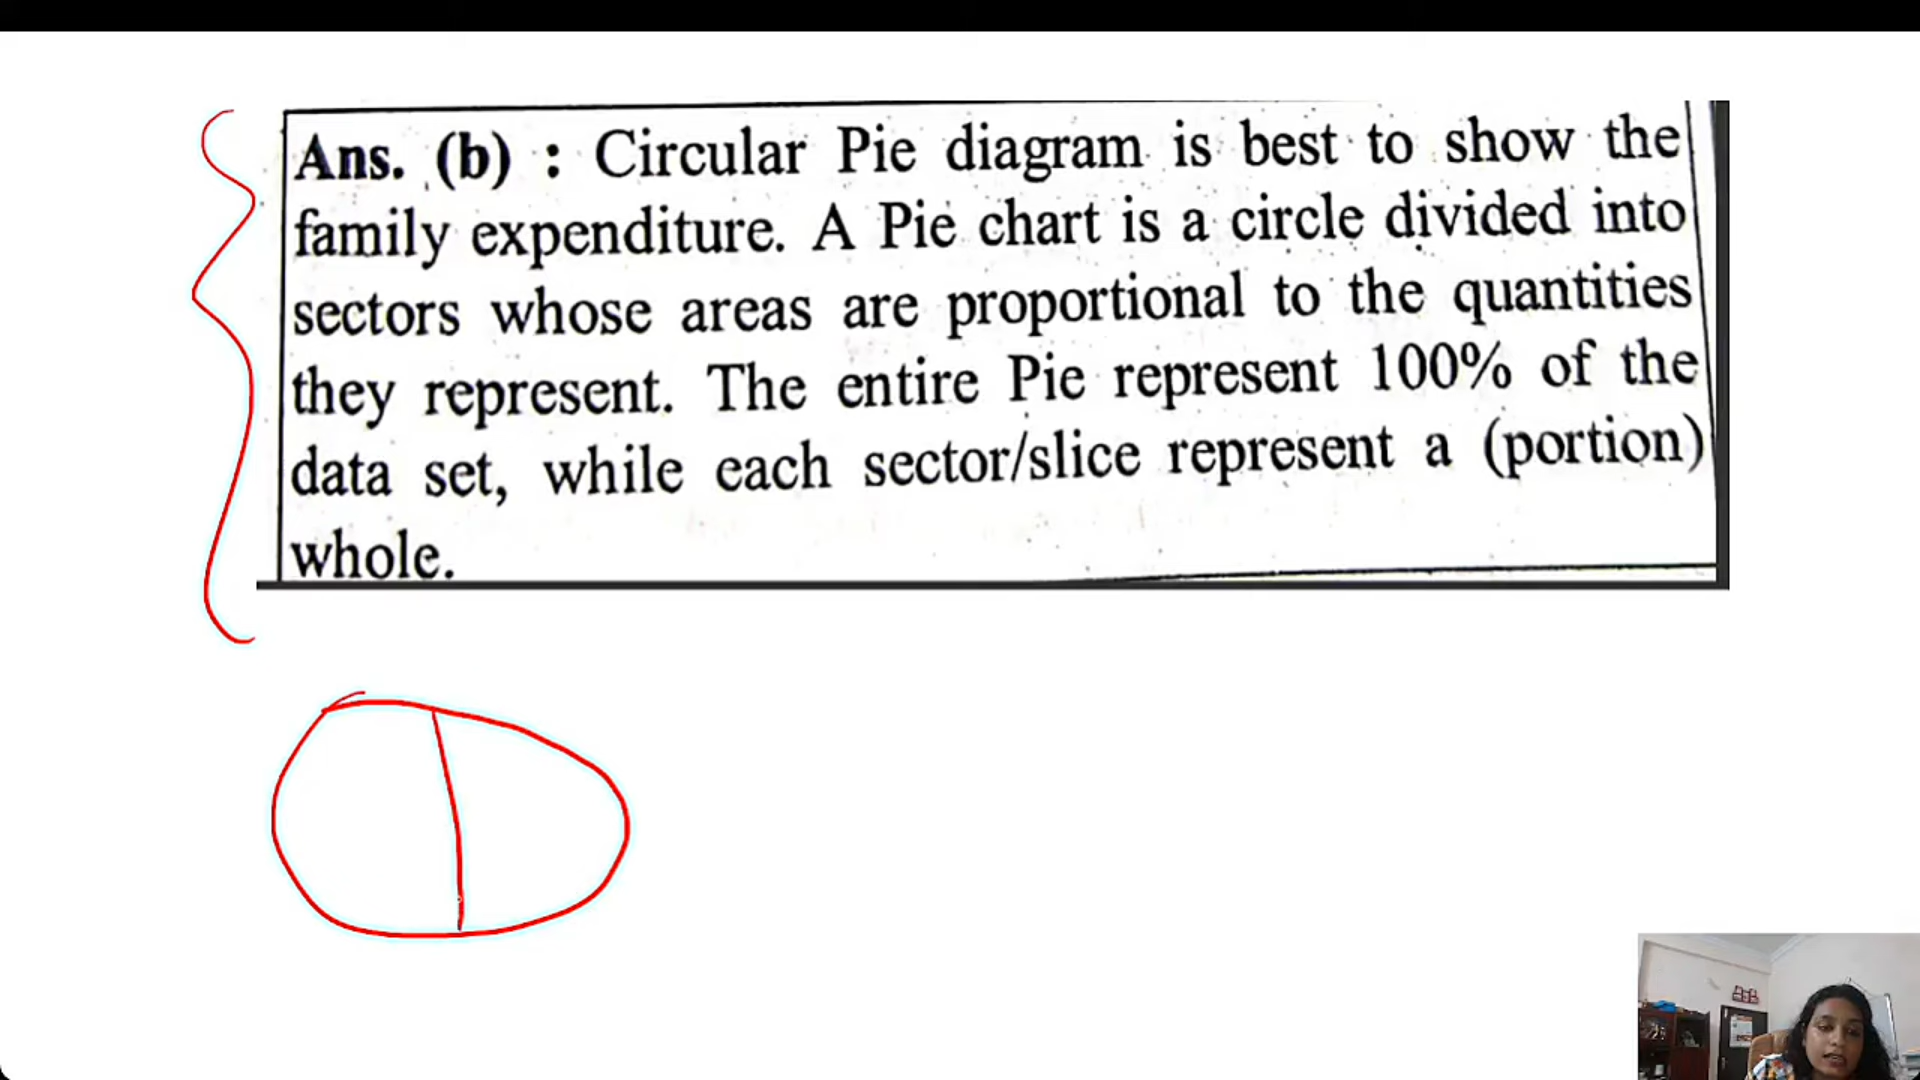 Ans. (b) : Circular Pie diagram is best to show the
family expenditure. A Pie chart is a circle divided into
sectors whose areas are proportional to the quantities
they represent. The entire Pie represent 100% of the
data set, while each sector/slice represent a (portion)
whole.